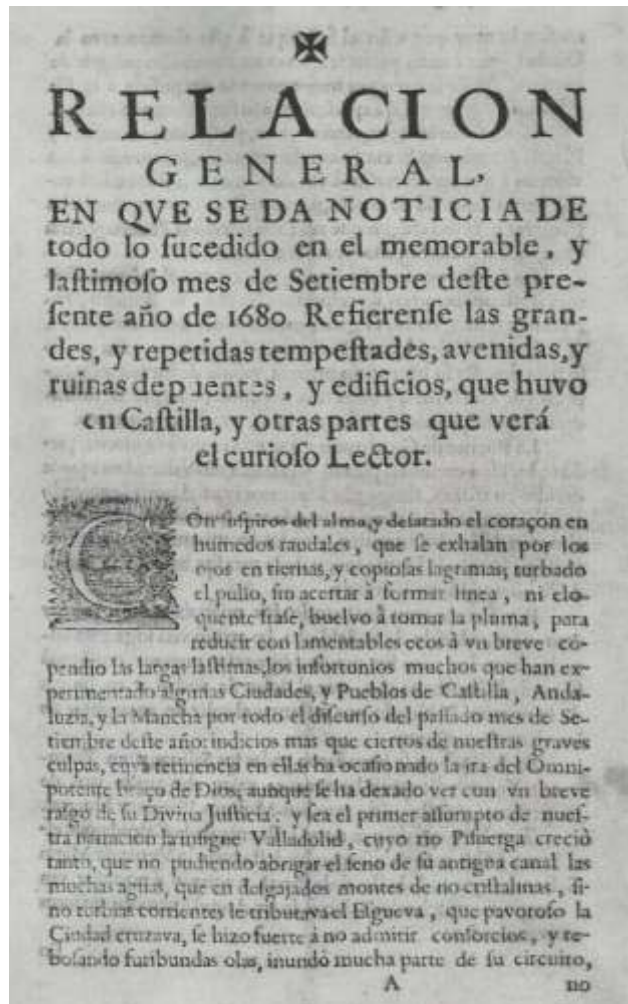 ✠
RELACION
GENERAL,
EN QVE SE DA NOTICIA DE
todo lo ſucedido en el memorable, y
laſtimoſo mes de Setiembre deſte pre-
ſente año de 1680. Refierenſe las gran-
des, y repetidas tempeſtades, avenidas, y
ruinas de puentes, y edificios, que huvo
en Caſtilla, y otras partes que verá
el curioſo Lector.
COn ſuſpiros del alma, y deſatado el coraçon en
humedos raudales, que ſe exhalan por los
ojos en tiernas, y copioſas lagrimas; turbado
el pulſo, ſin acertar a formar linea, ni elo-
quente fraſe, buelvo à tomar la pluma, para
reducir con lamentables ecos à vn breve cõ-
pendio las largas laſtimas, los infortunios muchos que han ex-
perimentado algunas Ciudades, y Pueblos de Caſtilla, Anda-
luzia, y la Mancha por todo el diſcurſo del paſſado mes de Se-
tiembre deſte año: indicios mas que ciertos de nueſtras graves
culpas, cuya en ellas ha ocaſionado la ira del Omni-
potente braço de Dios, aunque ſe ha dexado ver con vn breve
raſgo de ſu Divina Juſticia. y ſea el primer aſſumpto de nueſ-
tra narracion la inſigne Valladolid, cuyo rio Piſuerga creciò
tanto, que no pudiendo abrigar el ſeno de ſu antigua canal las
muchas aguas, que en deſgajados montes de no criſtalinas, ſi-
no turbias corrientes le tributava el Eſgueva, que pavoroſo la
Ciudad cruzava, ſe hizo fuerte à no admitir conſorcios, y re-
boſando furibundas olas, inundò mucha parte de ſu circuito,
A no